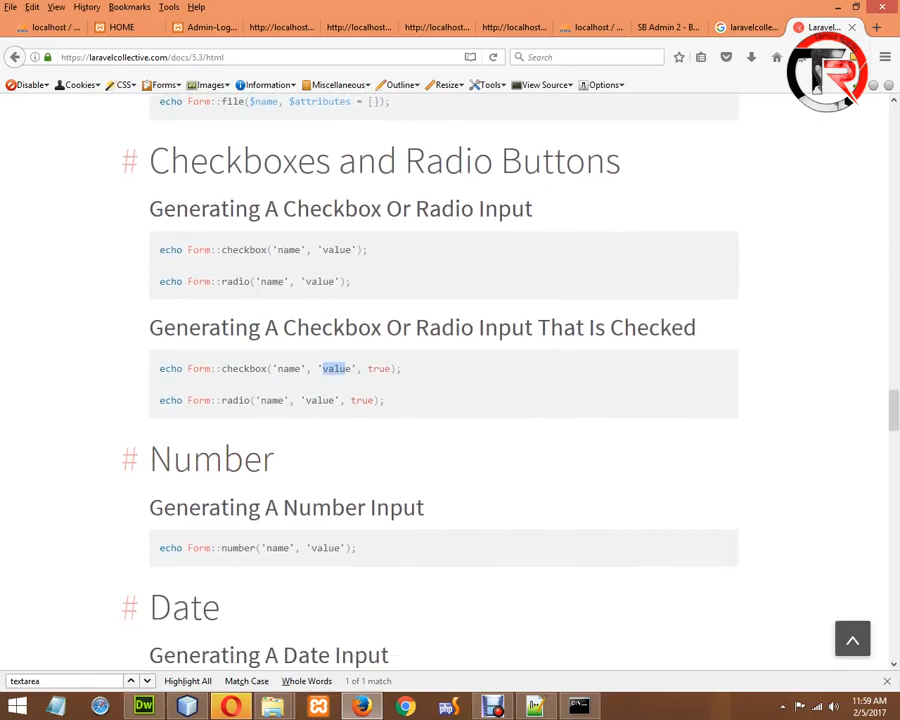 File Edit View History Bookmarks Tools Help
localhost / ... HOME Admin-Log... http://localhost... http://localhost... http://localhost... http://localhost... localhost / ... SB Admin 2 - B... laravelcolle... Laravel...
https://laravelcollective.com/docs/5.3/html Search
Disable Cookies CSS Forms Images Information Miscellaneous Outline Resize Tools View Source Options
echo Form::file($name, $attributes = []);
# Checkboxes and Radio Buttons
Generating A Checkbox Or Radio Input
echo Form::checkbox('name', 'value');
echo Form::radio('name', 'value');
Generating A Checkbox Or Radio Input That Is Checked
echo Form::checkbox('name', 'value', true);
echo Form::radio('name', 'value', true);
# Number
Generating A Number Input
echo Form::number('name', 'value');
# Date
Generating A Date Input
textarea Highlight All Match Case Whole Words 1 of 1 match
Dw php
11:59 AM
2/5/2017